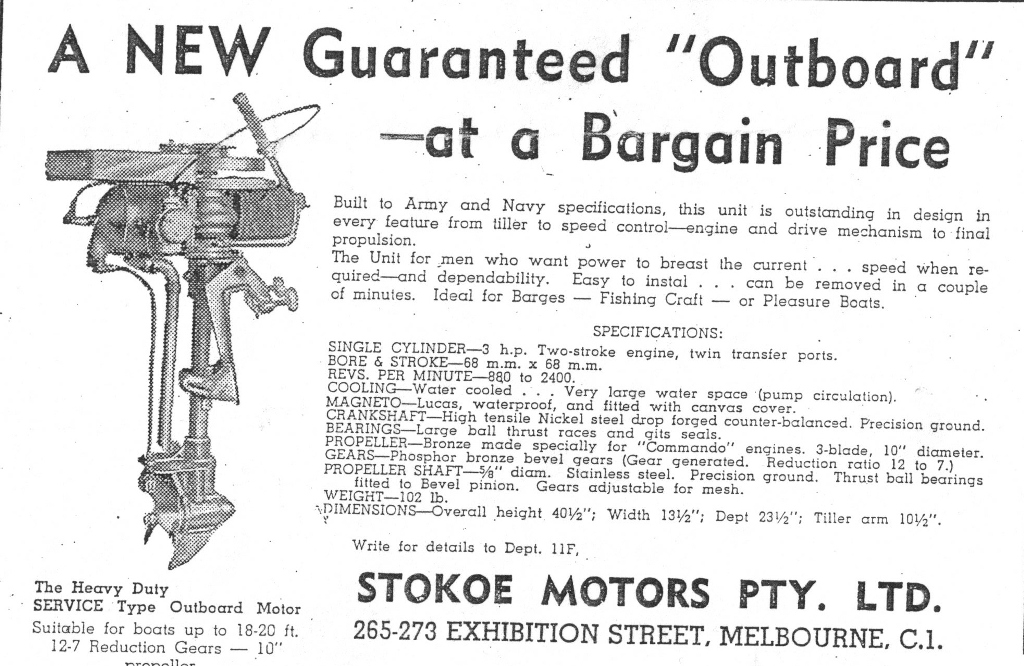 A NEW Guaranteed "Outboard"
—at a Bargain Price
Built to Army and Navy specifications, this unit is outstanding in design in
every feature from tiller to speed control—engine and drive mechanism to final
propulsion.
The Unit for men who want power to breast the current . . . speed when re-
quired—and dependability. Easy to instal . . . can be removed in a couple
of minutes. Ideal for Barges — Fishing Craft — or Pleasure Boats.
SPECIFICATIONS:
SINGLE CYLINDER—3 h.p. Two-stroke engine, twin transfer ports.
BORE & STROKE—68 m.m. x 68 m.m.
REVS. PER MINUTE—880 to 2400.
COOLING—Water cooled . . . Very large water space (pump circulation).
MAGNETO—Lucas, waterproof, and fitted with canvas cover.
CRANKSHAFT—High tensile Nickel steel drop forged counter-balanced. Precision ground.
BEARINGS—Large ball thrust races and gits seals.
PROPELLER—Bronze made specially for "Commando" engines. 3-blade, 10" diameter.
GEARS—Phosphor bronze bevel gears (Gear generated. Reduction ratio 12 to 7.)
PROPELLER SHAFT—5/8" diam. Stainless steel. Precision ground. Thrust ball bearings
fitted to Bevel pinion. Gears adjustable for mesh.
WEIGHT—102 lb.
DIMENSIONS—Overall height 40½"; Width 13½"; Dept 23½"; Tiller arm 10½".
Write for details to Dept. 11F,
STOKOE MOTORS PTY. LTD.
265-273 EXHIBITION STREET, MELBOURNE, C.1.
The Heavy Duty
SERVICE Type Outboard Motor
Suitable for boats up to 18-20 ft.
12-7 Reduction Gears — 10"
propeller